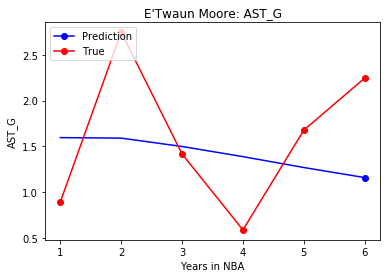 E'Twaun Moore: AST_G
Prediction
True
2.5
2.0
1.5
1.0
0.5
AST_G
1 2 3 4 5 6
Years in NBA